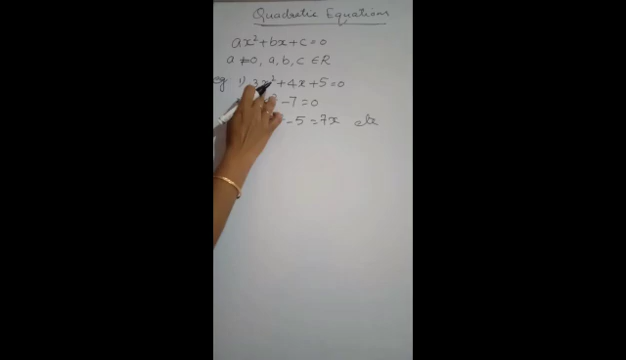 Quadratic Equations
ax²+bx+c=0
a≠0, a, b, c ∈R
eg 1) 3x²+4x+5=0
-7=0
-5=7x etc